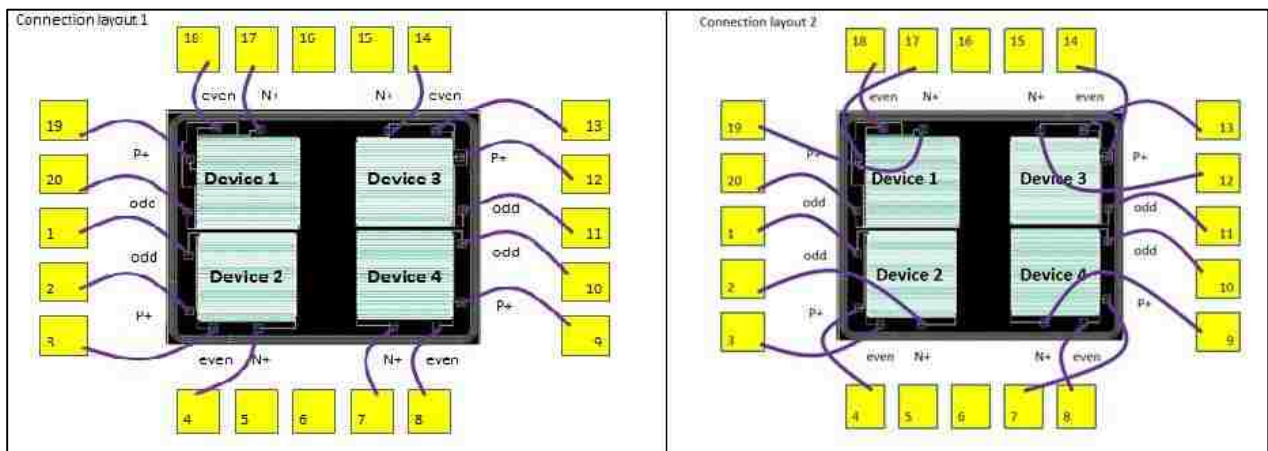 Connection layout 1
18 17 16 15 14
even N+ N+ even
19 13
P+ P+
20 Device 1 Device 3 12
odd odd
1 11
odd odd
2 Device 2 Device 4 10
P+ P+
3 9
even N+ N+ even
4 5 6 7 8
Connection layout 2
18 17 16 15 14
even N+ N+ even
19 13
P+ P+
20 Device 1 Device 3 12
odd odd
1 11
odd odd
2 Device 2 Device 4 10
P+ P+
3 9
even N+ N+ even
4 5 6 7 8